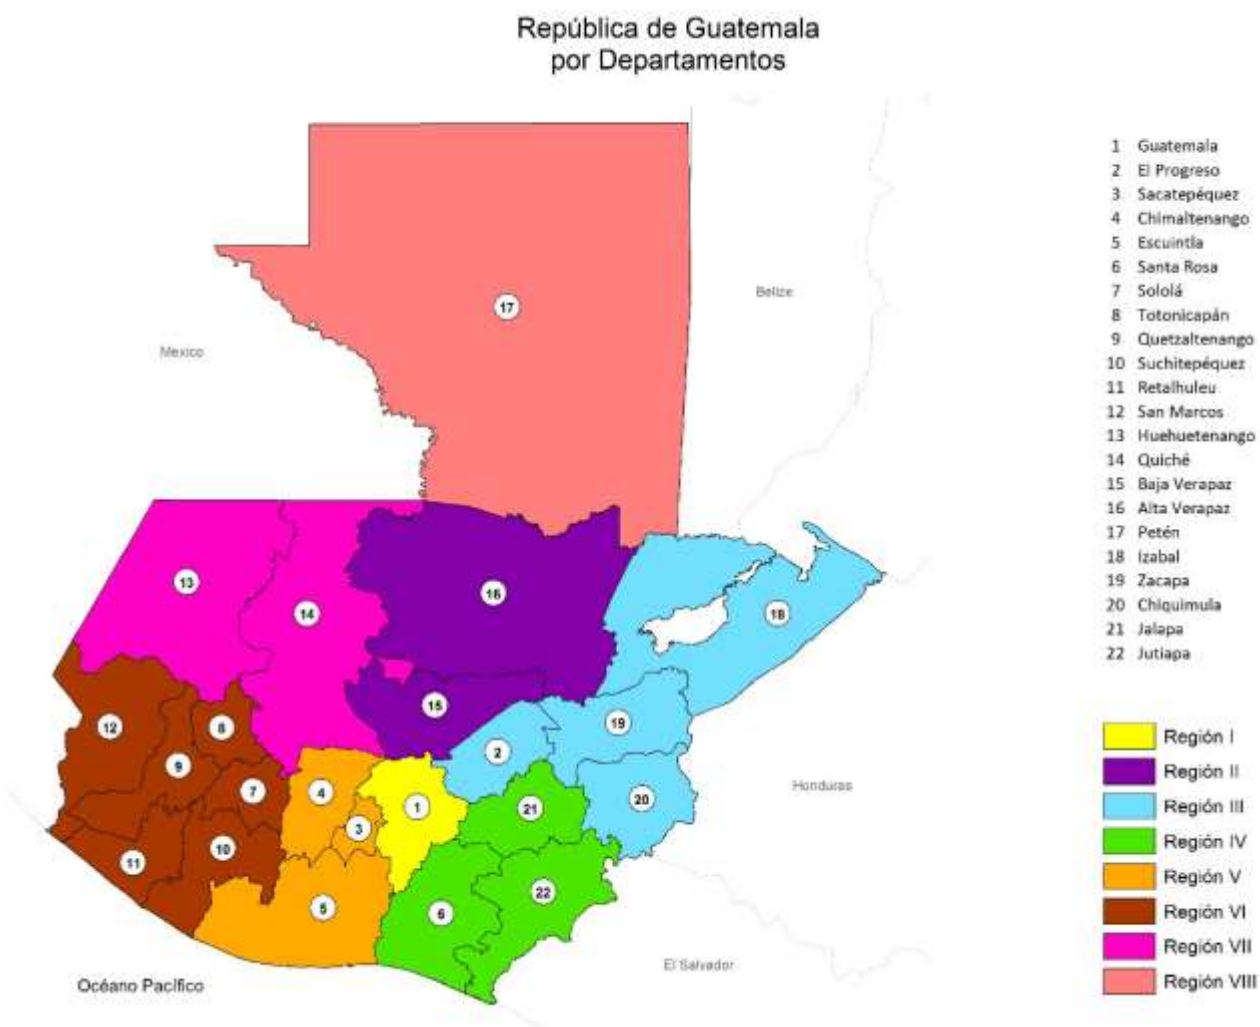 República de Guatemala
por Departamentos
1 Guatemala
2 El Progreso
3 Sacatepéquez
4 Chimaltenango
5 Escuintla
6 Santa Rosa
7 Sololá
8 Totonicapán
9 Quetzaltenango
10 Suchitepéquez
11 Retalhuleu
12 San Marcos
13 Huehuetenango
14 Quiché
15 Baja Verapaz
16 Alta Verapaz
17 Petén
18 Izabal
19 Zacapa
20 Chiquimula
21 Jalapa
22 Jutiapa
17
Belize
Mexico
13
14
16
18
15
12
8
19
2
9
7
4
1
21
20
Honduras
3
11
10
5
6
22
El Salvador
Océano Pacífico
Región I
Región II
Región III
Región IV
Región V
Región VI
Región VII
Región VIII